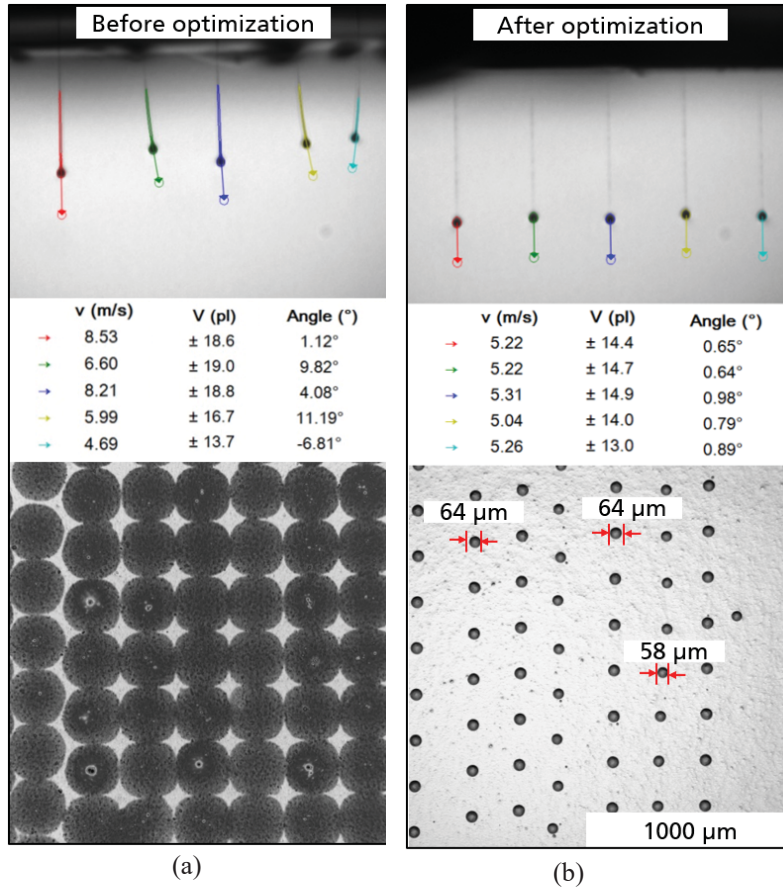 Before optimization
v (m/s) V (pl) Angle (°)
8.53 ± 18.6 1.12°
6.60 ± 19.0 9.82°
8.21 ± 18.8 4.08°
5.99 ± 16.7 11.19°
4.69 ± 13.7 -6.81°
(a)
After optimization
v (m/s) V (pl) Angle (°)
5.22 ± 14.4 0.65°
5.22 ± 14.7 0.64°
5.31 ± 14.9 0.98°
5.04 ± 14.0 0.79°
5.26 ± 13.0 0.89°
64 µm 64 µm
58 µm
1000 µm
(b)